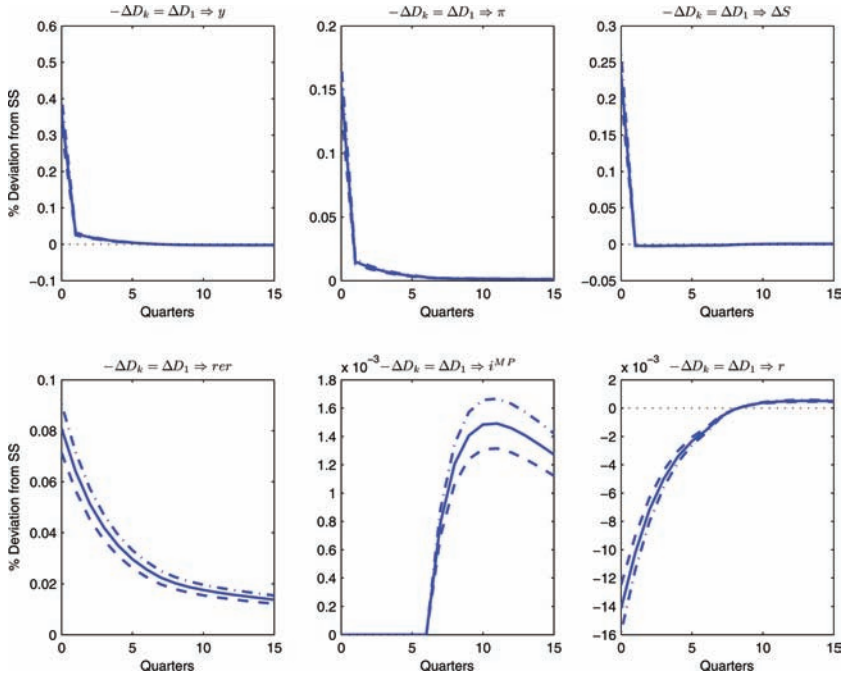 −ΔD_k = ΔD_1 ⇒ y
% Deviation from SS
0.6
0.5
0.4
0.3
0.2
0.1
0
−0.1
0 5 10 15
Quarters
−ΔD_k = ΔD_1 ⇒ π
0.2
0.15
0.1
0.05
0
0 5 10 15
Quarters
−ΔD_k = ΔD_1 ⇒ ΔS
0.3
0.25
0.2
0.15
0.1
0.05
0
−0.05
0 5 10 15
Quarters
−ΔD_k = ΔD_1 ⇒ rer
% Deviation from SS
0.1
0.08
0.06
0.04
0.02
0
0 5 10 15
Quarters
x 10^−3 −ΔD_k = ΔD_1 ⇒ i^MP
1.8
1.6
1.4
1.2
1
0.8
0.6
0.4
0.2
0
0 5 10 15
Quarters
x 10^−3 −ΔD_k = ΔD_1 ⇒ r
2
0
−2
−4
−6
−8
−10
−12
−14
−16
0 5 10 15
Quarters